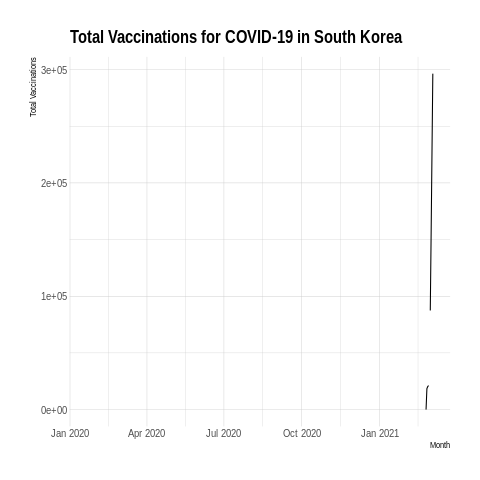 Total Vaccinations for COVID-19 in South Korea
Total Vaccinations
3e+05
2e+05
1e+05
0e+00
Jan 2020 Apr 2020 Jul 2020 Oct 2020 Jan 2021
Month